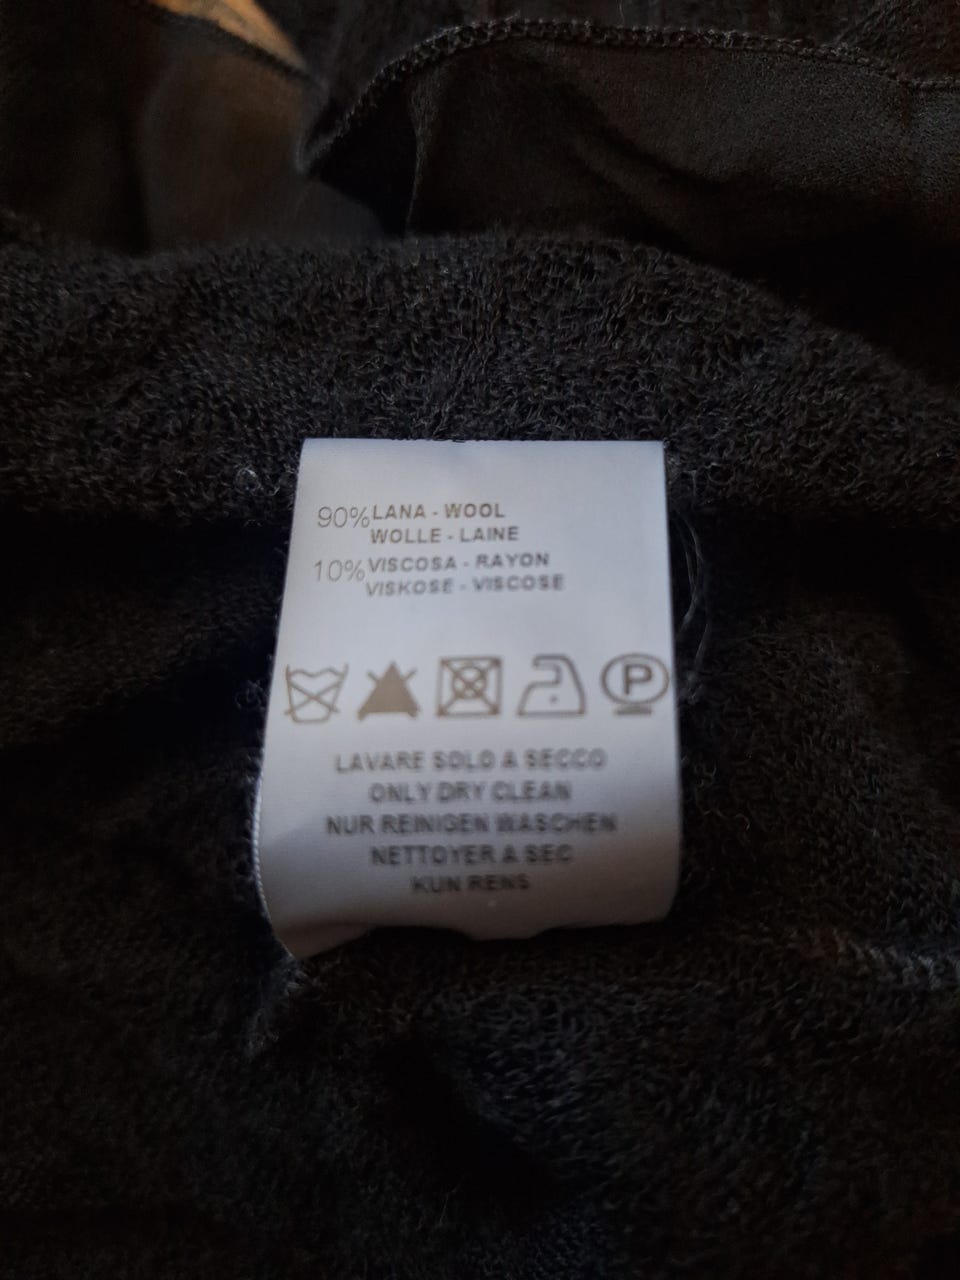 90% LANA - WOOL
WOLLE - LAINE
10% VISCOSA - RAYON
VISKOSE - VISCOSE
P
LAVARE SOLO A SECCO
ONLY DRY CLEAN
NUR REINIGEN WASCHEN
NETTOYER A SEC
KUN RENS